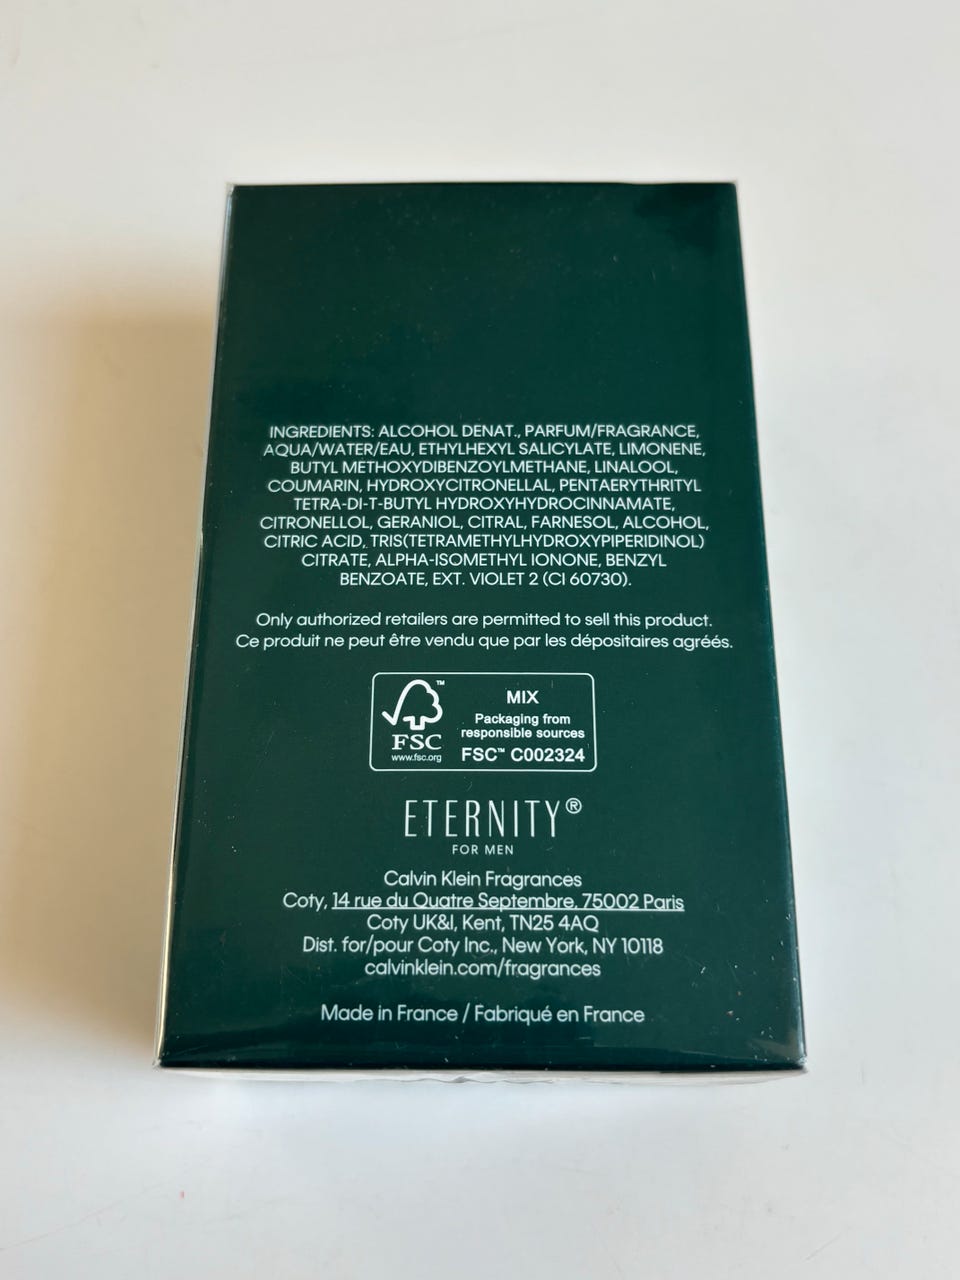 INGREDIENTS: ALCOHOL DENAT., PARFUM/FRAGRANCE,
AQUA/WATER/EAU, ETHYLHEXYL SALICYLATE, LIMONENE,
BUTYL METHOXYDIBENZOYLMETHANE, LINALOOL,
COUMARIN, HYDROXYCITRONELLAL, PENTAERYTHRITYL
TETRA-DI-T-BUTYL HYDROXYHYDROCINNAMATE,
CITRONELLOL, GERANIOL, CITRAL, FARNESOL, ALCOHOL,
CITRIC ACID, TRIS(TETRAMETHYLHYDROXYPIPERIDINOL)
CITRATE, ALPHA-ISOMETHYL IONONE, BENZYL
BENZOATE, EXT. VIOLET 2 (CI 60730).
Only authorized retailers are permitted to sell this product.
Ce produit ne peut être vendu que par les dépositaires agréés.
FSC™
www.fsc.org
MIX
Packaging from
responsible sources
FSC™ C002324
ETERNITY®
FOR MEN
Calvin Klein Fragrances
Coty, 14 rue du Quatre Septembre, 75002 Paris
Coty UK&I, Kent, TN25 4AQ
Dist. for/pour Coty Inc., New York, NY 10118
calvinklein.com/fragrances
Made in France / Fabriqué en France